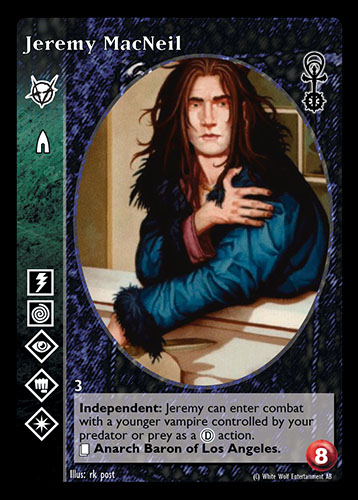 Jeremy MacNeil
3
Independent: Jeremy can enter combat
with a younger vampire controlled by your
predator or prey as a D action.
Anarch Baron of Los Angeles.
8
Illus: rk post
(C) White Wolf Entertainment AB